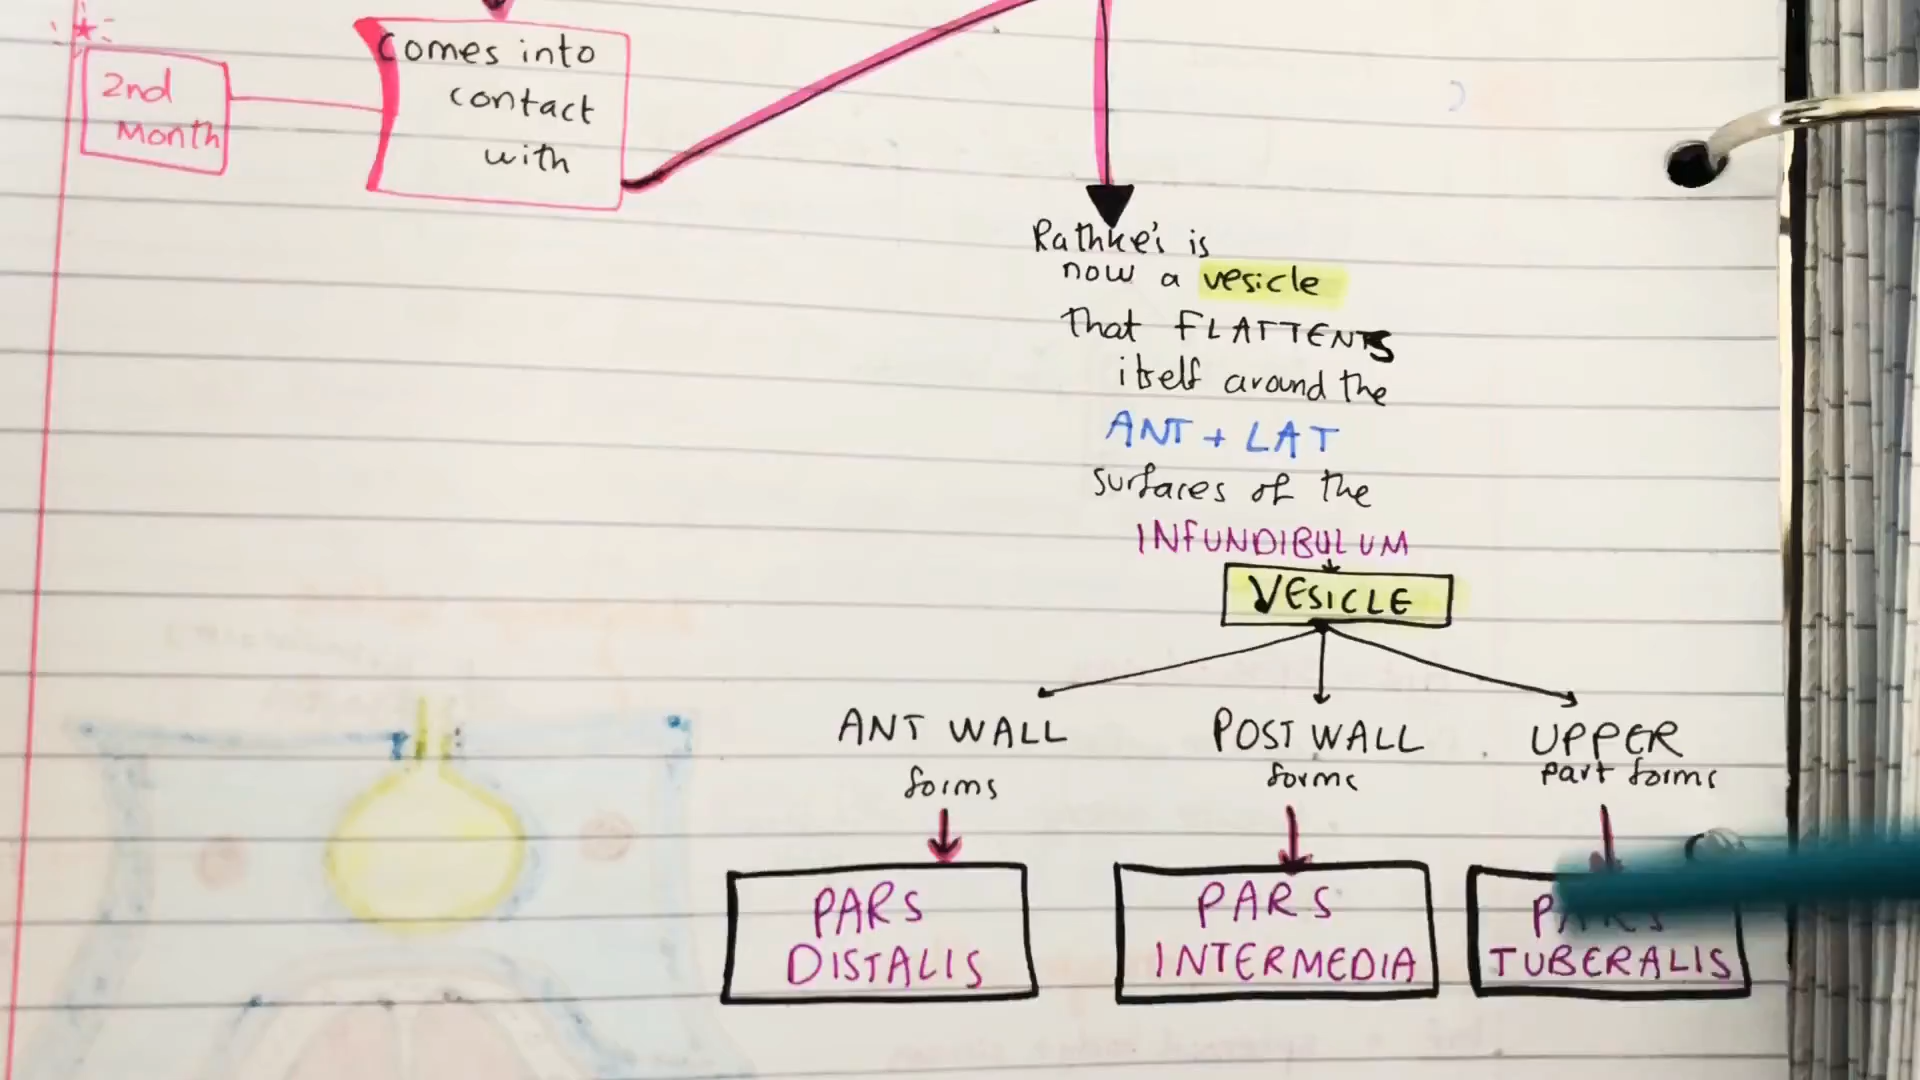 2nd
Month
Comes into
contact
with
Rathke's is
now a vesicle
that FLATTENS
itself around the
ANT + LAT
surfaces of the
INFUNDIBULUM
VESICLE
ANT WALL
forms
POST WALL
forms
UPPER
part forms
PARS
DISTALIS
PARS
INTERMEDIA
PARS
TUBERALIS